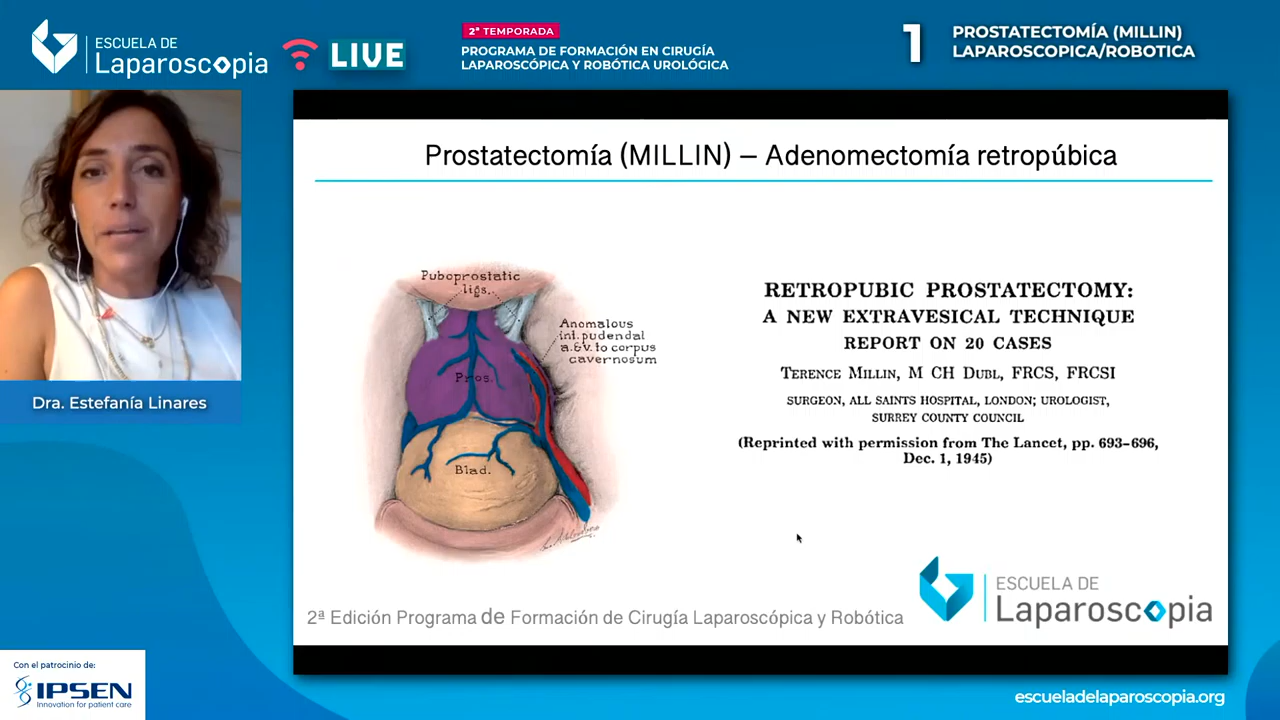 ESCUELA DE
Laparoscopia
LIVE
2ª TEMPORADA
PROGRAMA DE FORMACIÓN EN CIRUGÍA
LAPAROSCÓPICA Y ROBÓTICA UROLÓGICA
1
PROSTATECTOMÍA (MILLIN)
LAPAROSCOPICA/ROBOTICA
Dra. Estefanía Linares
Prostatectomía (MILLIN) – Adenomectomía retropúbica
Puboprostatic
ligs.
Anomalous
int. pudendal
a.&v. to corpus
cavernosum
Pros.
Blad.
RETROPUBIC PROSTATECTOMY:
A NEW EXTRAVESICAL TECHNIQUE
REPORT ON 20 CASES
TERENCE MILLIN, M CH DUBL, FRCS, FRCSI
SURGEON, ALL SAINTS HOSPITAL, LONDON; UROLOGIST,
SURREY COUNTY COUNCIL
(Reprinted with permission from The Lancet, pp. 693–696,
Dec. 1, 1945)
2ª Edición Programa de Formación de Cirugía Laparoscópica y Robótica
ESCUELA DE
Laparoscopia
Con el patrocinio de:
IPSEN
Innovation for patient care
escueladelaparoscopia.org